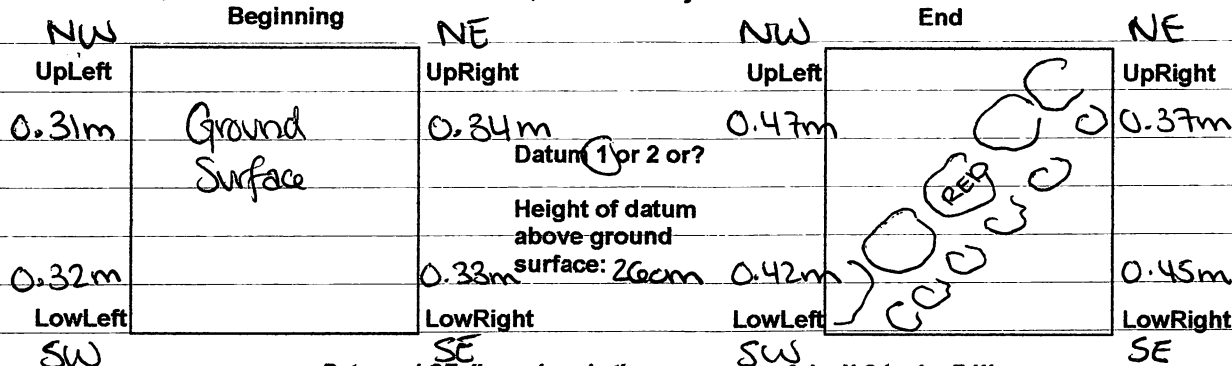 Beginning End
NW NE NW NE
UpLeft UpRight UpLeft UpRight
0.31m Ground 0.34m 0.47m 0.37m
Datum 1 or 2 or?
Surface RED
Height of datum
above ground
surface: 26cm
0.32m 0.33m 0.42m 0.45m
LowLeft LowRight LowLeft LowRight
SW SE SW SE